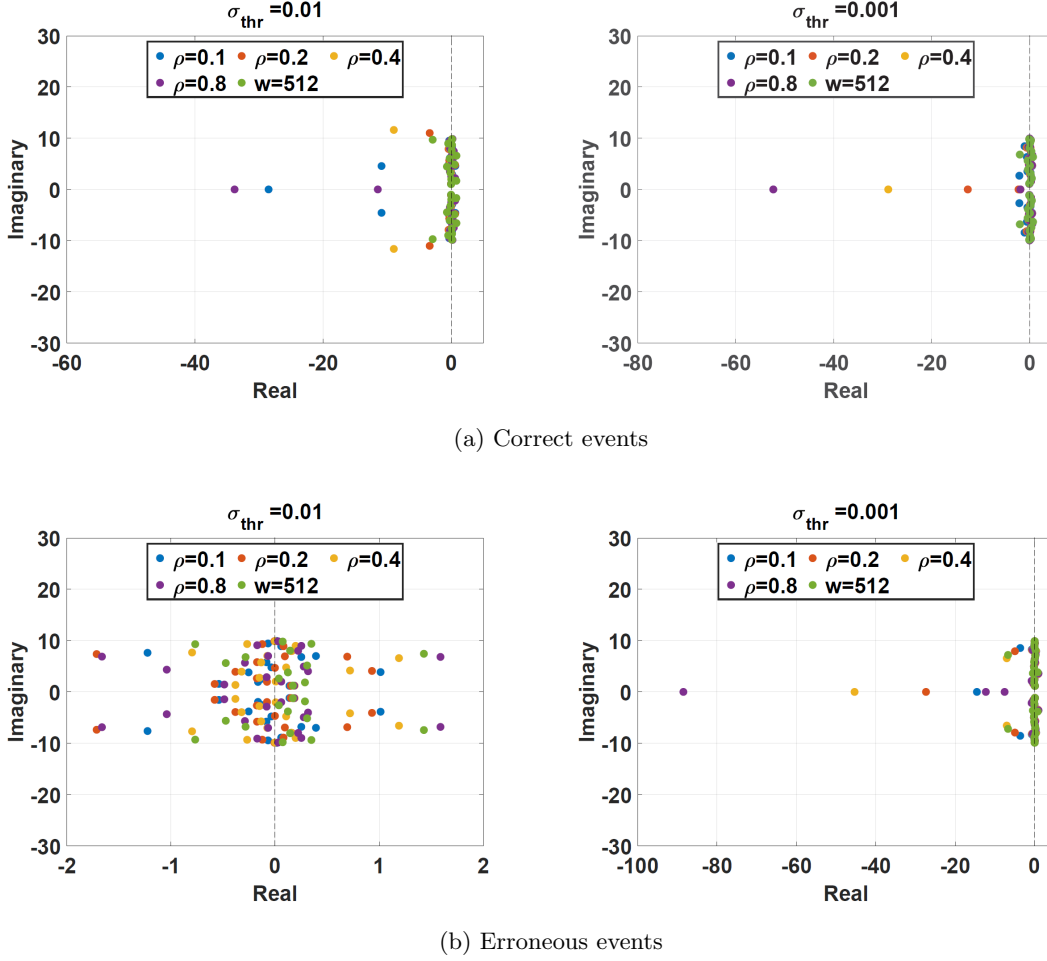 σthr =0.01
30
20
10
0
-10
-20
-30
Imaginary
ρ=0.1 ρ=0.2 ρ=0.4
ρ=0.8 w=512
-60 -40 -20 0
Real
σthr =0.001
30
20
10
0
-10
-20
-30
Imaginary
ρ=0.1 ρ=0.2 ρ=0.4
ρ=0.8 w=512
-80 -60 -40 -20 0
Real
(a) Correct events
σthr =0.01
30
20
10
0
-10
-20
-30
Imaginary
ρ=0.1 ρ=0.2 ρ=0.4
ρ=0.8 w=512
-2 -1 0 1 2
Real
σthr =0.001
30
20
10
0
-10
-20
-30
Imaginary
ρ=0.1 ρ=0.2 ρ=0.4
ρ=0.8 w=512
-100 -80 -60 -40 -20 0
Real
(b) Erroneous events